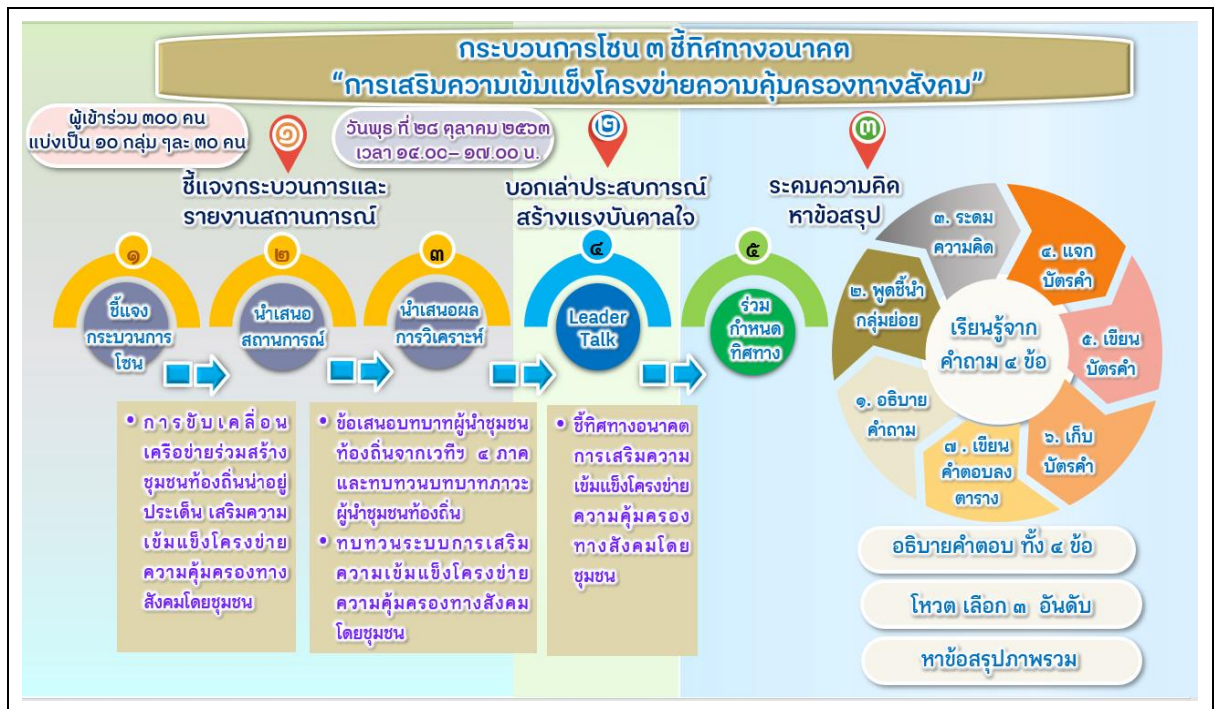 กระบวนการโซน ๓ ชี้ทิศทางอนาคต
“การเสริมความเข้มแข็งโครงข่ายความคุ้มครองทางสังคม”
ผู้เข้าร่วม ๓๐๐ คน
แบ่งเป็น ๑๐ กลุ่ม ๆละ ๓๐ คน
๑
วันพุธ ที่ ๒๘ ตุลาคม ๒๕๖๓
เวลา ๑๔.๐๐– ๑๗.๐๐ น.
๒
๓
ชี้แจงกระบวนการและ
รายงานสถานการณ์
บอกเล่าประสบการณ์
สร้างแรงบันดาลใจ
ระดมความคิด
หาข้อสรุป
๑
ชี้แจง
กระบวนการ
โซน
๒
นำเสนอ
สถานการณ์
๓
นำเสนอผล
การวิเคราะห์
๔
Leader
Talk
๕
ร่วม
กำหนด
ทิศทาง
• การขับเคลื่อน
เครือข่ายร่วมสร้าง
ชุมชนท้องถิ่นน่าอยู่
ประเด็น เสริมความ
เข้มแข็งโครงข่าย
ความคุ้มครองทาง
สังคมโดยชุมชน
• ข้อเสนอบทบาทผู้นำชุมชน
ท้องถิ่นจากเวทีฯ ๔ ภาค
และทบทวนบทบาทภาวะ
ผู้นำชุมชนท้องถิ่น
• ทบทวนระบบการเสริม
ความเข้มแข็งโครงข่าย
ความคุ้มครองทางสังคม
โดยชุมชน
• ชี้ทิศทางอนาคต
การเสริมความ
เข้มแข็งโครงข่าย
ความคุ้มครอง
ทางสังคมโดย
ชุมชน
เรียนรู้จาก
คำถาม ๔ ข้อ
๑. อธิบาย
คำถาม
๒. พูดชี้นำ
กลุ่มย่อย
๓. ระดม
ความคิด
๔. แจก
บัตรคำ
๕. เขียน
บัตรคำ
๖. เก็บ
บัตรคำ
๗ . เขียน
คำตอบลง
ตาราง
อธิบายคำตอบ ทั้ง ๔ ข้อ
โหวต เลือก ๓ อันดับ
หาข้อสรุปภาพรวม